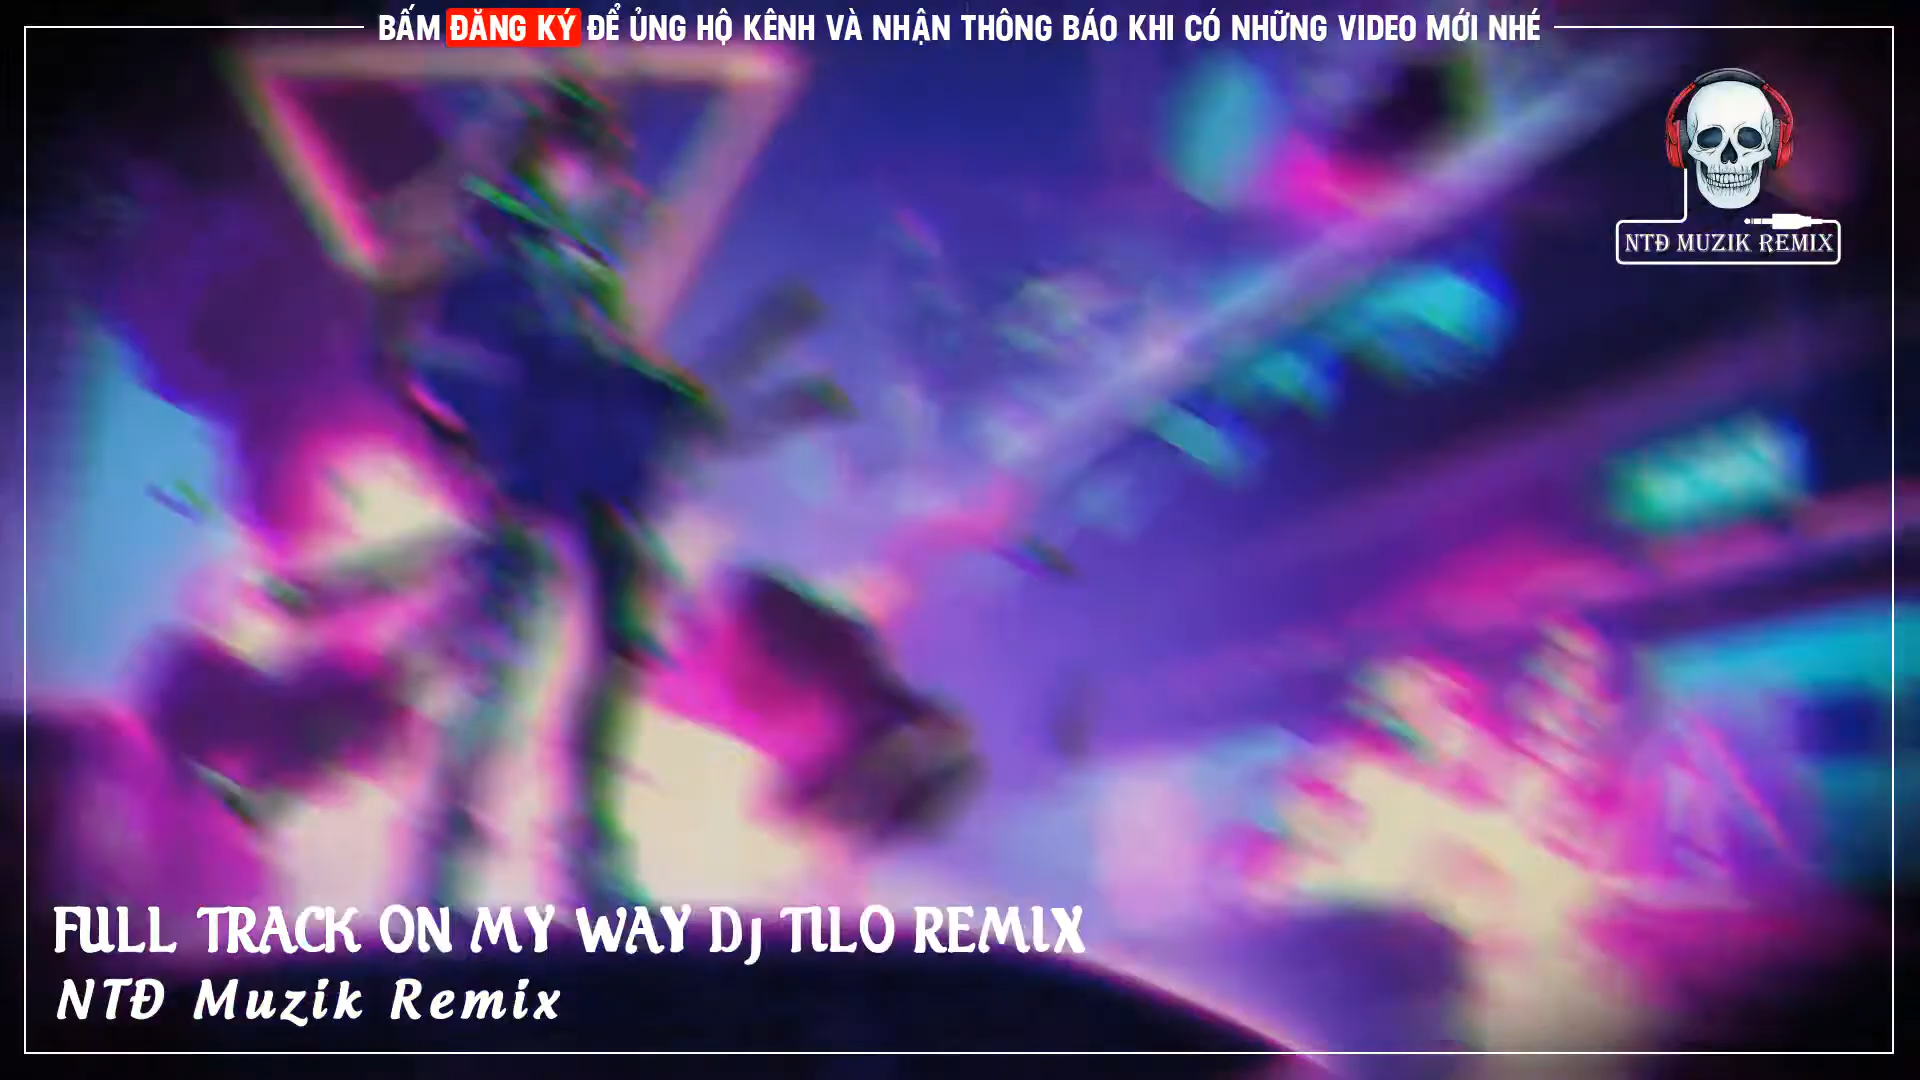 BẤM ĐĂNG KÝ ĐỂ ỦNG HỘ KÊNH VÀ NHẬN THÔNG BÁO KHI CÓ NHỮNG VIDEO MỚI NHÉ
NTĐ MUZIK REMIX
FULL TRACK ON MY WAY DJ TILO REMIX
NTĐ Muzik Remix